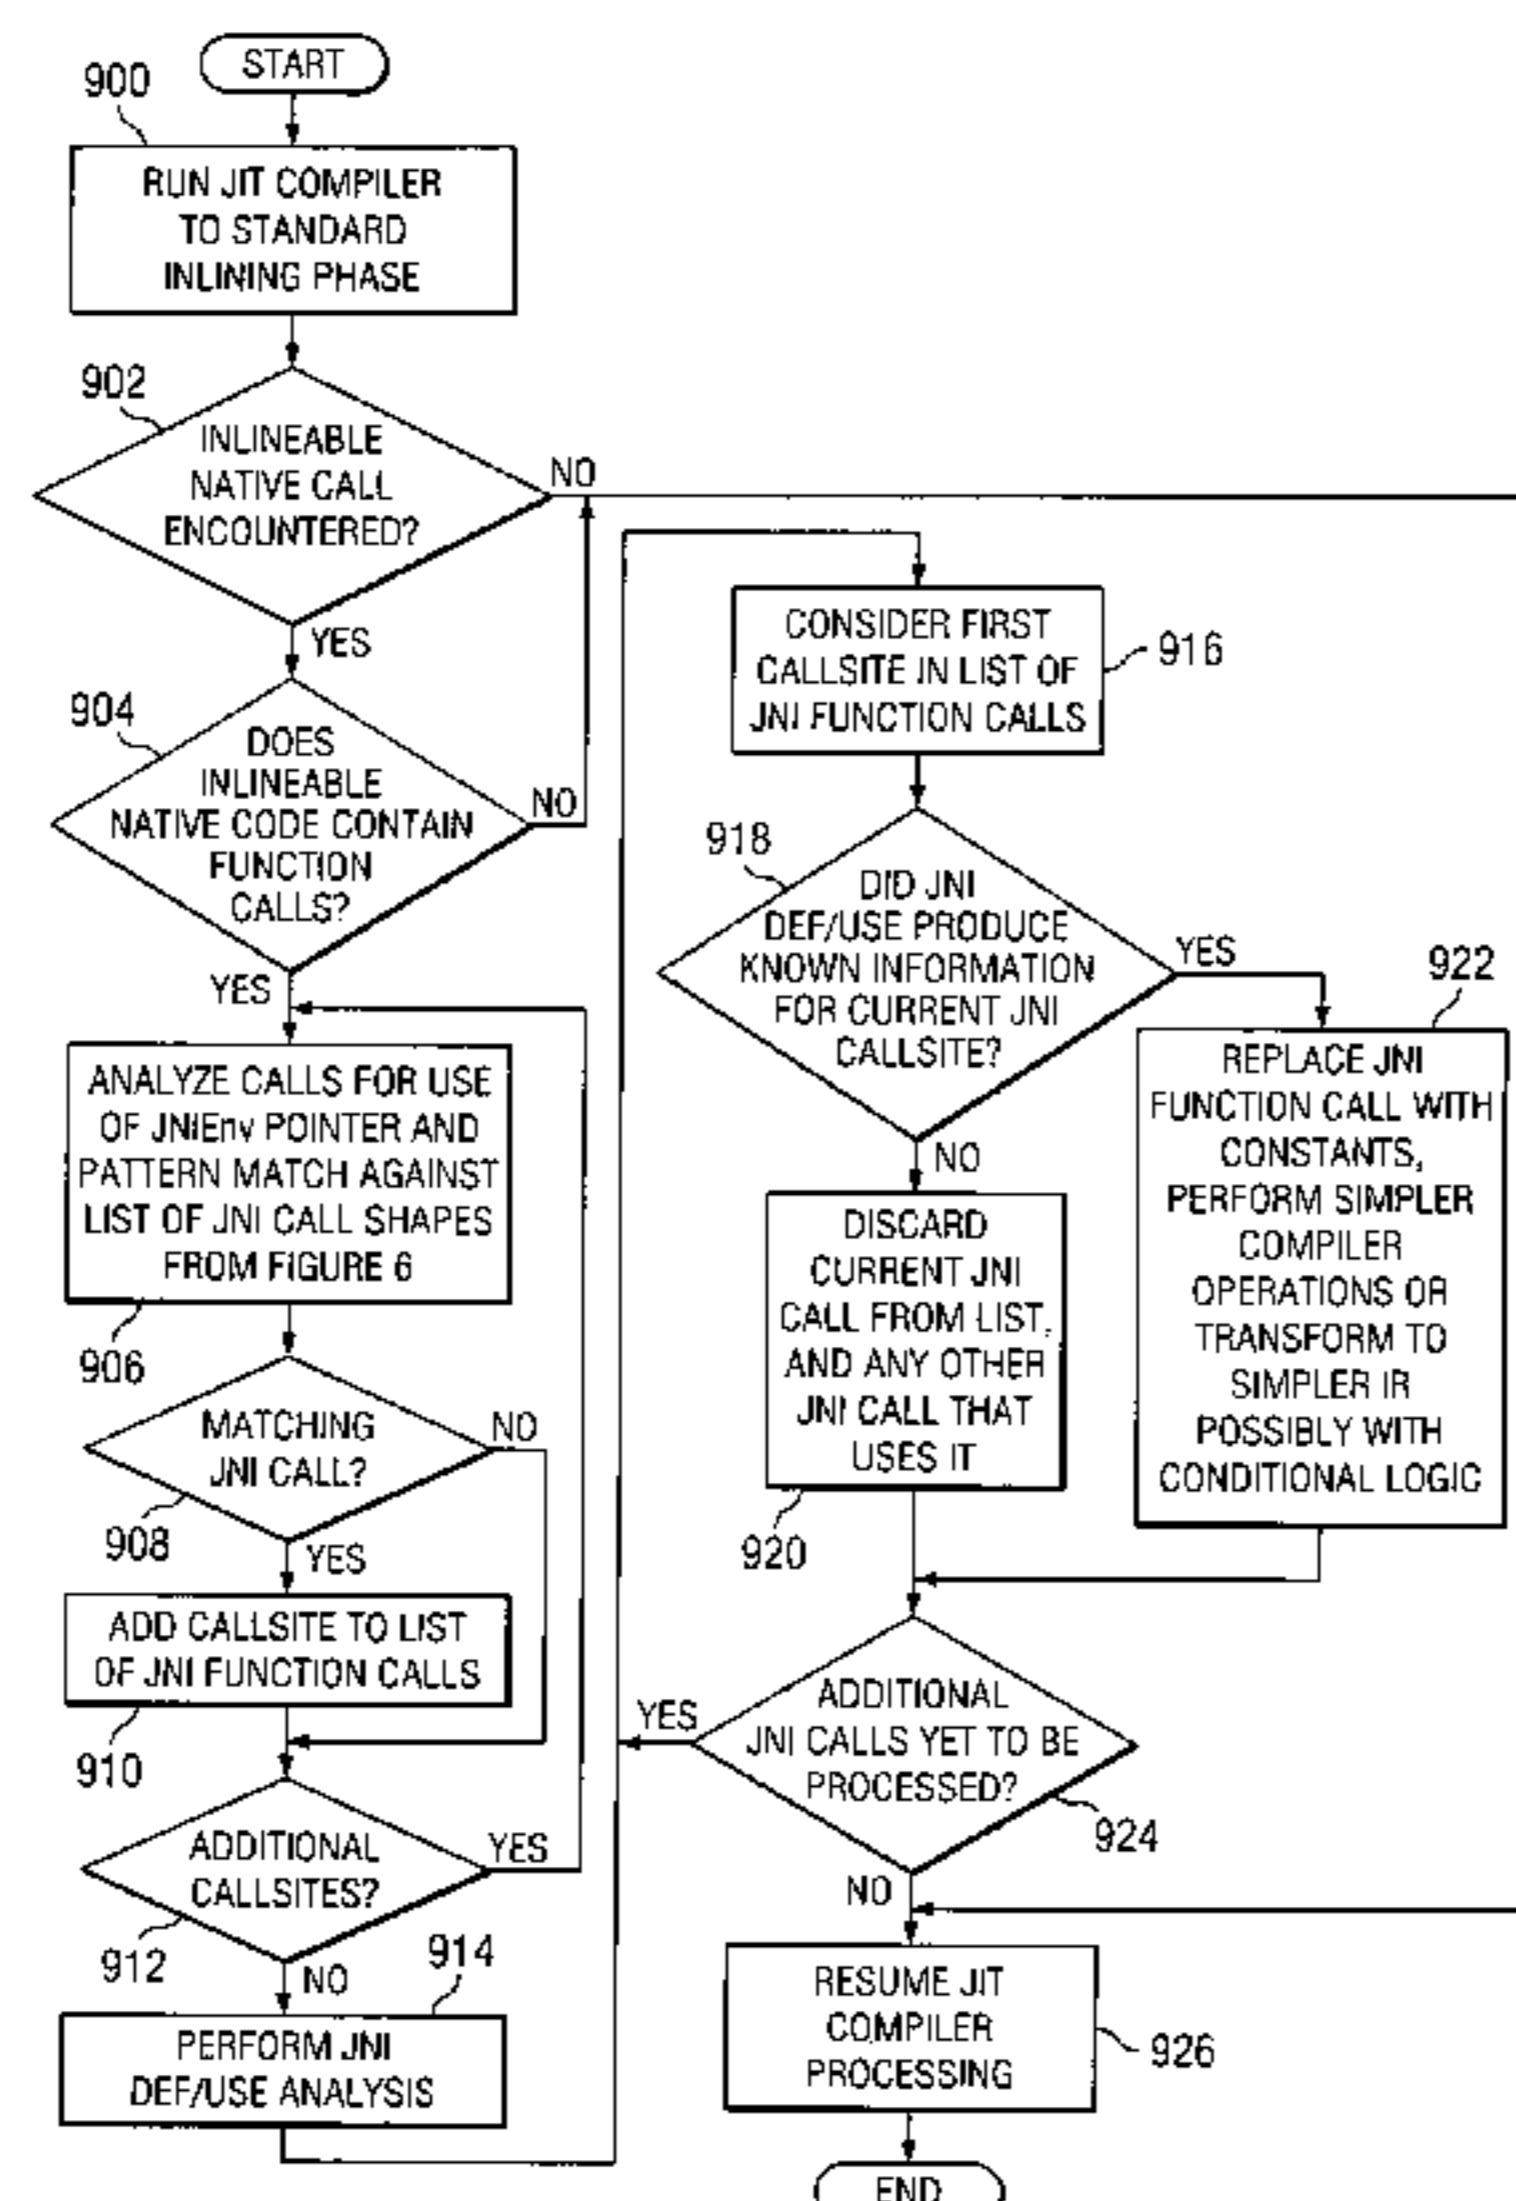 START
900
RUN JIT COMPILER
TO STANDARD
INLINING PHASE
902
INLINEABLE
NATIVE CALL
ENCOUNTERED?
NO
YES
904
DOES
INLINEABLE
NATIVE CODE CONTAIN
FUNCTION
CALLS?
NO
YES
ANALYZE CALLS FOR USE
OF JNIEnv POINTER AND
PATTERN MATCH AGAINST
LIST OF JNI CALL SHAPES
FROM FIGURE 6
906
MATCHING
JNI CALL?
NO
908
YES
ADD CALLSITE TO LIST
OF JNI FUNCTION CALLS
910
ADDITIONAL
CALLSITES?
YES
912
NO
914
PERFORM JNI
DEF/USE ANALYSIS
CONSIDER FIRST
CALLSITE IN LIST OF
JNI FUNCTION CALLS
916
918
DID JNI
DEF/USE PRODUCE
KNOWN INFORMATION
FOR CURRENT JNI
CALLSITE?
YES
NO
922
REPLACE JNI
FUNCTION CALL WITH
CONSTANTS,
PERFORM SIMPLER
COMPILER
OPERATIONS OR
TRANSFORM TO
SIMPLER IR
POSSIBLY WITH
CONDITIONAL LOGIC
DISCARD
CURRENT JNI
CALL FROM LIST,
AND ANY OTHER
JNI CALL THAT
USES IT
920
ADDITIONAL
JNI CALLS YET TO BE
PROCESSED?
YES
924
NO
RESUME JIT
COMPILER
PROCESSING
926
END